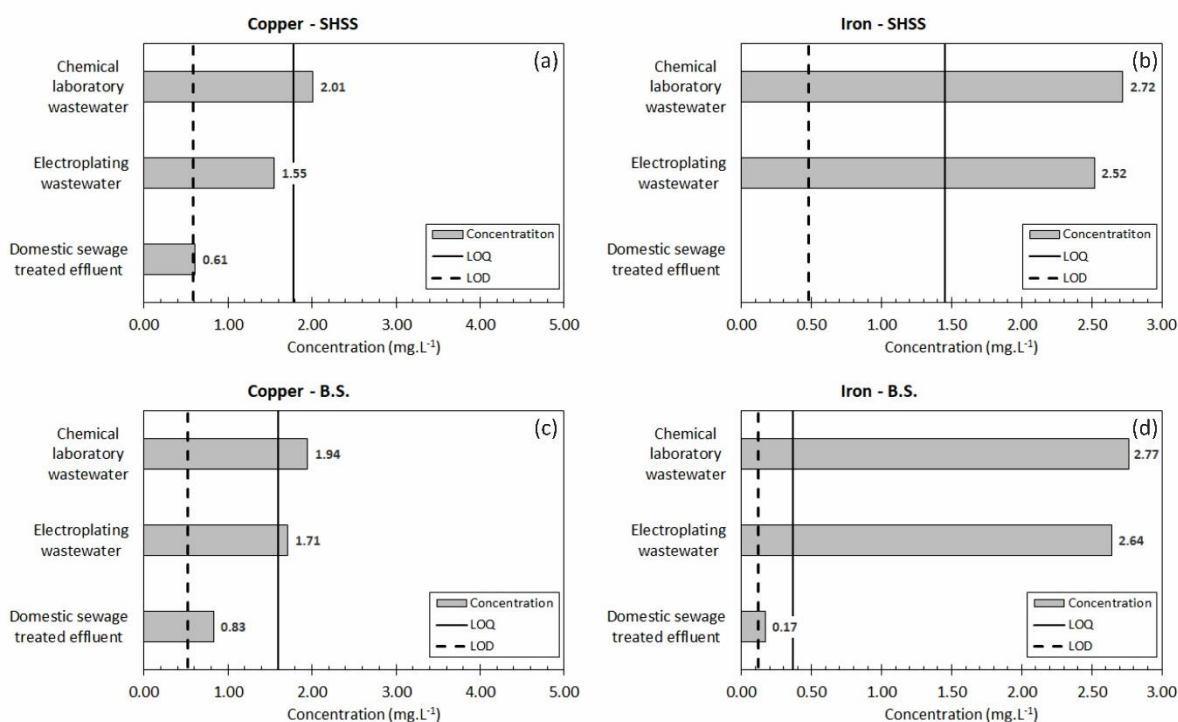 Copper - SHSS
(a)
Chemical
laboratory
wastewater
2.01
Electroplating
wastewater
1.55
Domestic sewage
treated effluent
0.61
Concentratiton
LOQ
LOD
0.00 1.00 2.00 3.00 4.00 5.00
Concentration (mg.L⁻¹)
Iron - SHSS
(b)
Chemical
laboratory
wastewater
2.72
Electroplating
wastewater
2.52
Domestic sewage
treated effluent
Concentratiton
LOQ
LOD
0.00 0.50 1.00 1.50 2.00 2.50 3.00
Concentration (mg.L⁻¹)
Copper - B.S.
(c)
Chemical
laboratory
wastewater
1.94
Electroplating
wastewater
1.71
Domestic sewage
treated effluent
0.83
Concentration
LOQ
LOD
0.00 1.00 2.00 3.00 4.00 5.00
Concentration (mg.L⁻¹)
Iron - B.S.
(d)
Chemical
laboratory
wastewater
2.77
Electroplating
wastewater
2.64
Domestic sewage
treated effluent
0.17
Concentration
LOQ
LOD
0.00 0.50 1.00 1.50 2.00 2.50 3.00
Concentration (mg.L⁻¹)